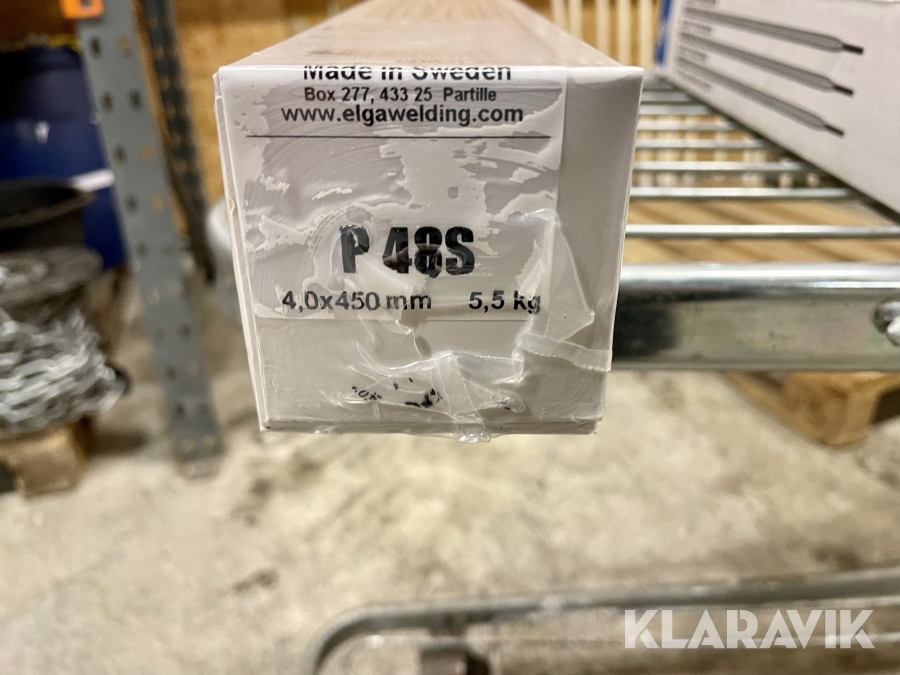 Made in Sweden
Box 277, 433 25 Partille
www.elgawelding.com
P 48S
4,0x450 mm 5,5 kg
KLARAVIK